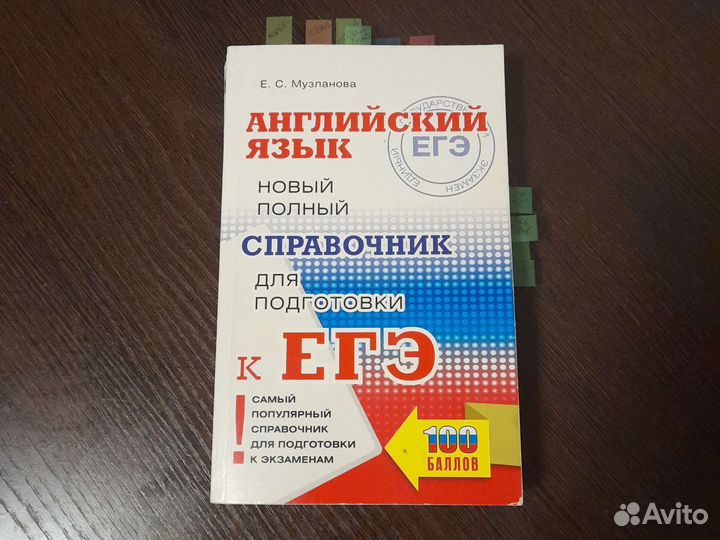 Е. С. Музланова
АНГЛИЙСКИЙ
ЯЗЫК
ГОСУДАРСТВЕННЫЙ
ЕДИНЫЙ
ЭКЗАМЕН
ЕГЭ
НОВЫЙ
ПОЛНЫЙ
СПРАВОЧНИК
ДЛЯ
ПОДГОТОВКИ
К ЕГЭ
!
САМЫЙ
ПОПУЛЯРНЫЙ
СПРАВОЧНИК
ДЛЯ ПОДГОТОВКИ
К ЭКЗАМЕНАМ
100
БАЛЛОВ
Avito